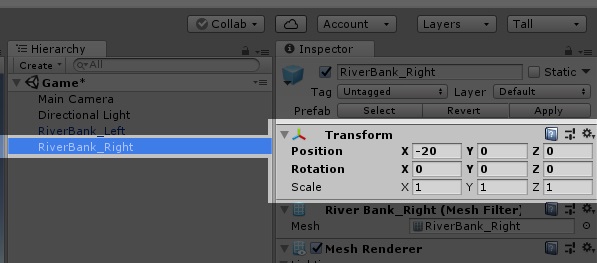 Collab
Account
Layers
Tall
Hierarchy
Create
All
Game*
Main Camera
Directional Light
RiverBank_Left
RiverBank_Right
Inspector
RiverBank_Right
Static
Tag Untagged Layer Default
Prefab Select Revert Apply
Transform
Position X -20 Y 0 Z 0
Rotation X 0 Y 0 Z 0
Scale X 1 Y 1 Z 1
River Bank_Right (Mesh Filter)
Mesh RiverBank_Right
Mesh Renderer